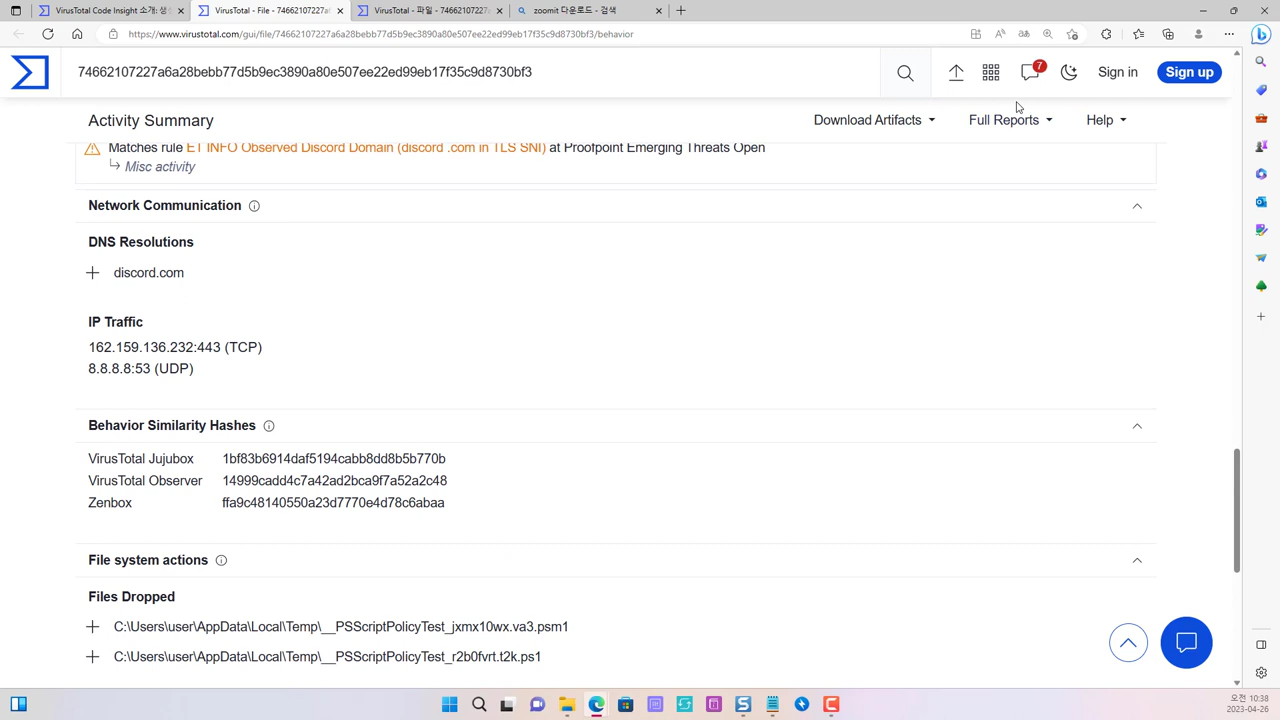 VirusTotal Code Insight 소개: 생성
VirusTotal - File - 74662107227a6
VirusTotal - 파일 - 74662107227a6
zoomit 다운로드 - 검색
https://www.virustotal.com/gui/file/74662107227a6a28bebb77d5b9ec3890a80e507ee22ed99eb17f35c9d8730bf3/behavior
74662107227a6a28bebb77d5b9ec3890a80e507ee22ed99eb17f35c9d8730bf3
7
Sign in
Sign up
Activity Summary
Download Artifacts
Full Reports
Help
Matches rule ET INFO Observed Discord Domain (discord .com in TLS SNI) at Proofpoint Emerging Threats Open
Misc activity
Network Communication
DNS Resolutions
discord.com
IP Traffic
162.159.136.232:443 (TCP)
8.8.8.8:53 (UDP)
Behavior Similarity Hashes
VirusTotal Jujubox 1bf83b6914daf5194cabb8dd8b5b770b
VirusTotal Observer 14999cadd4c7a42ad2bca9f7a52a2c48
Zenbox ffa9c48140550a23d7770e4d78c6abaa
File system actions
Files Dropped
C:\Users\user\AppData\Local\Temp\__PSScriptPolicyTest_jxmx10wx.va3.psm1
C:\Users\user\AppData\Local\Temp\__PSScriptPolicyTest_r2b0fvrt.t2k.ps1
오전 10:38
2023-04-26